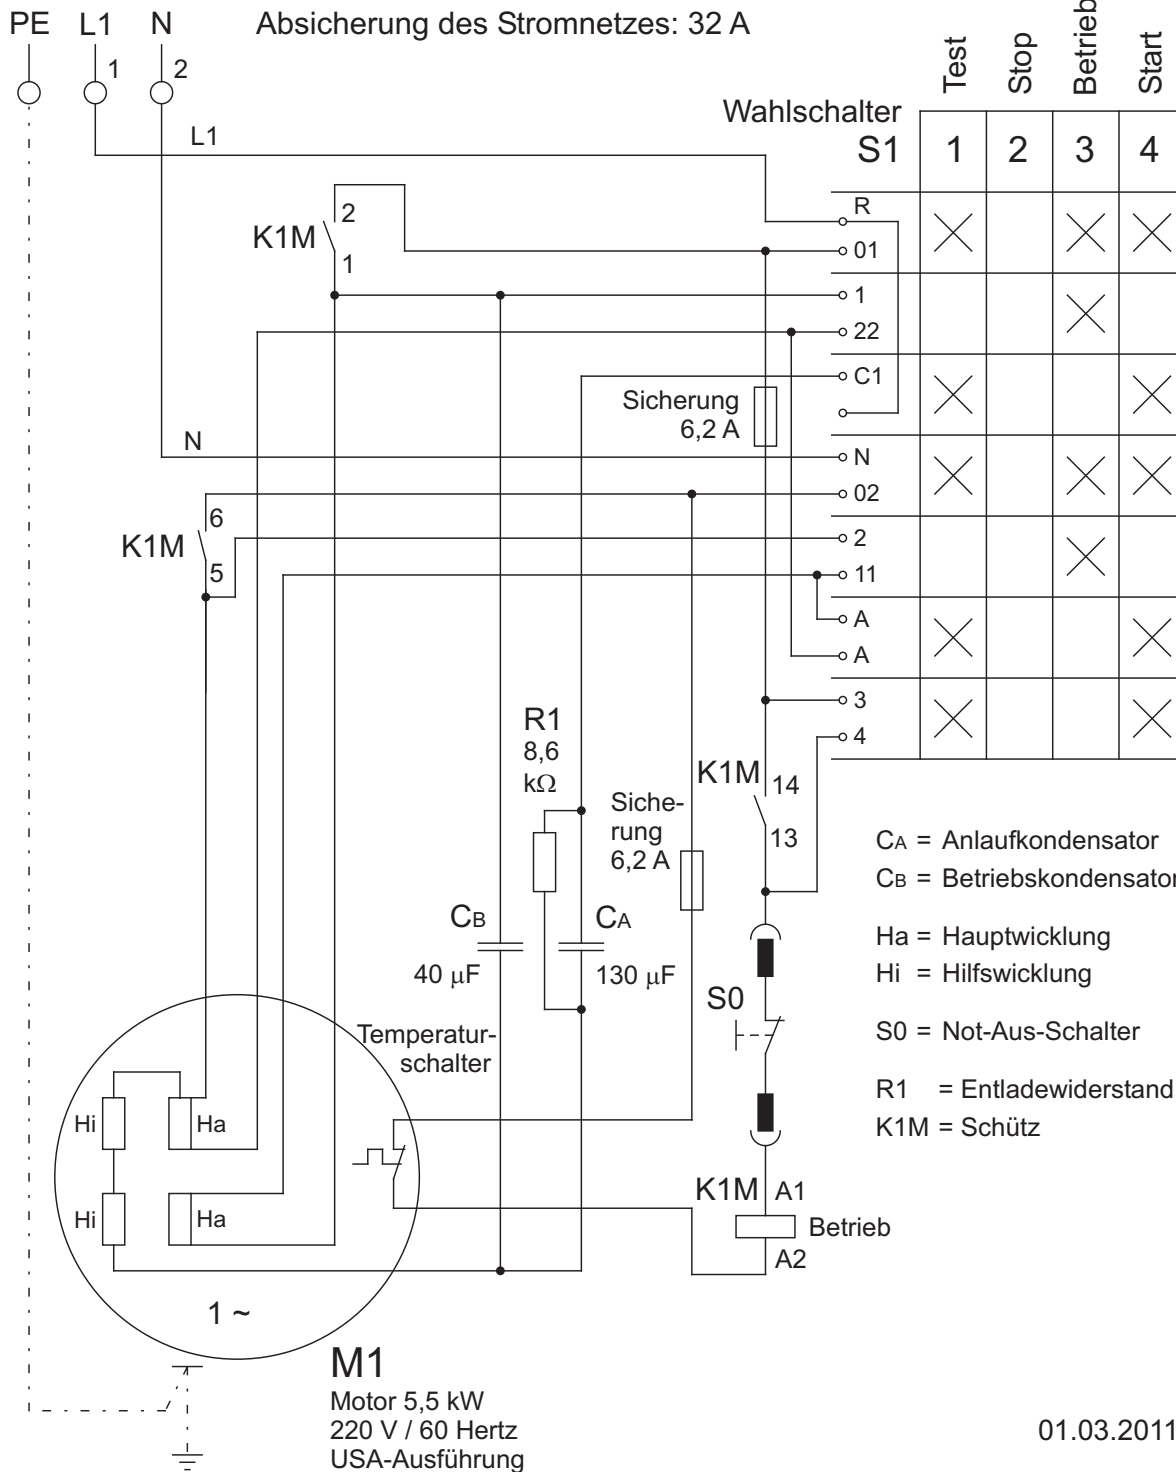 PE L1 N Absicherung des Stromnetzes: 32 A
1 2
Test Stop Betrieb Start
Wahlschalter
S1 1 2 3 4
L1
R
01
K1M 2
1
1
22
C1
Sicherung
6,2 A
N
N
02
K1M 6
5
2
11
A
A
3
4
R1
8,6
kΩ
K1M 14
13
Siche-
rung
6,2 A
CB
40 µF
CA
130 µF
CA = Anlaufkondensator
CB = Betriebskondensator
Ha = Hauptwicklung
Hi = Hilfswicklung
S0
S0 = Not-Aus-Schalter
R1 = Entladewiderstand
K1M = Schütz
Temperatur-
schalter
Hi Ha
Hi Ha
K1M A1
Betrieb
A2
1 ~
M1
Motor 5,5 kW
220 V / 60 Hertz
USA-Ausführung
01.03.2011